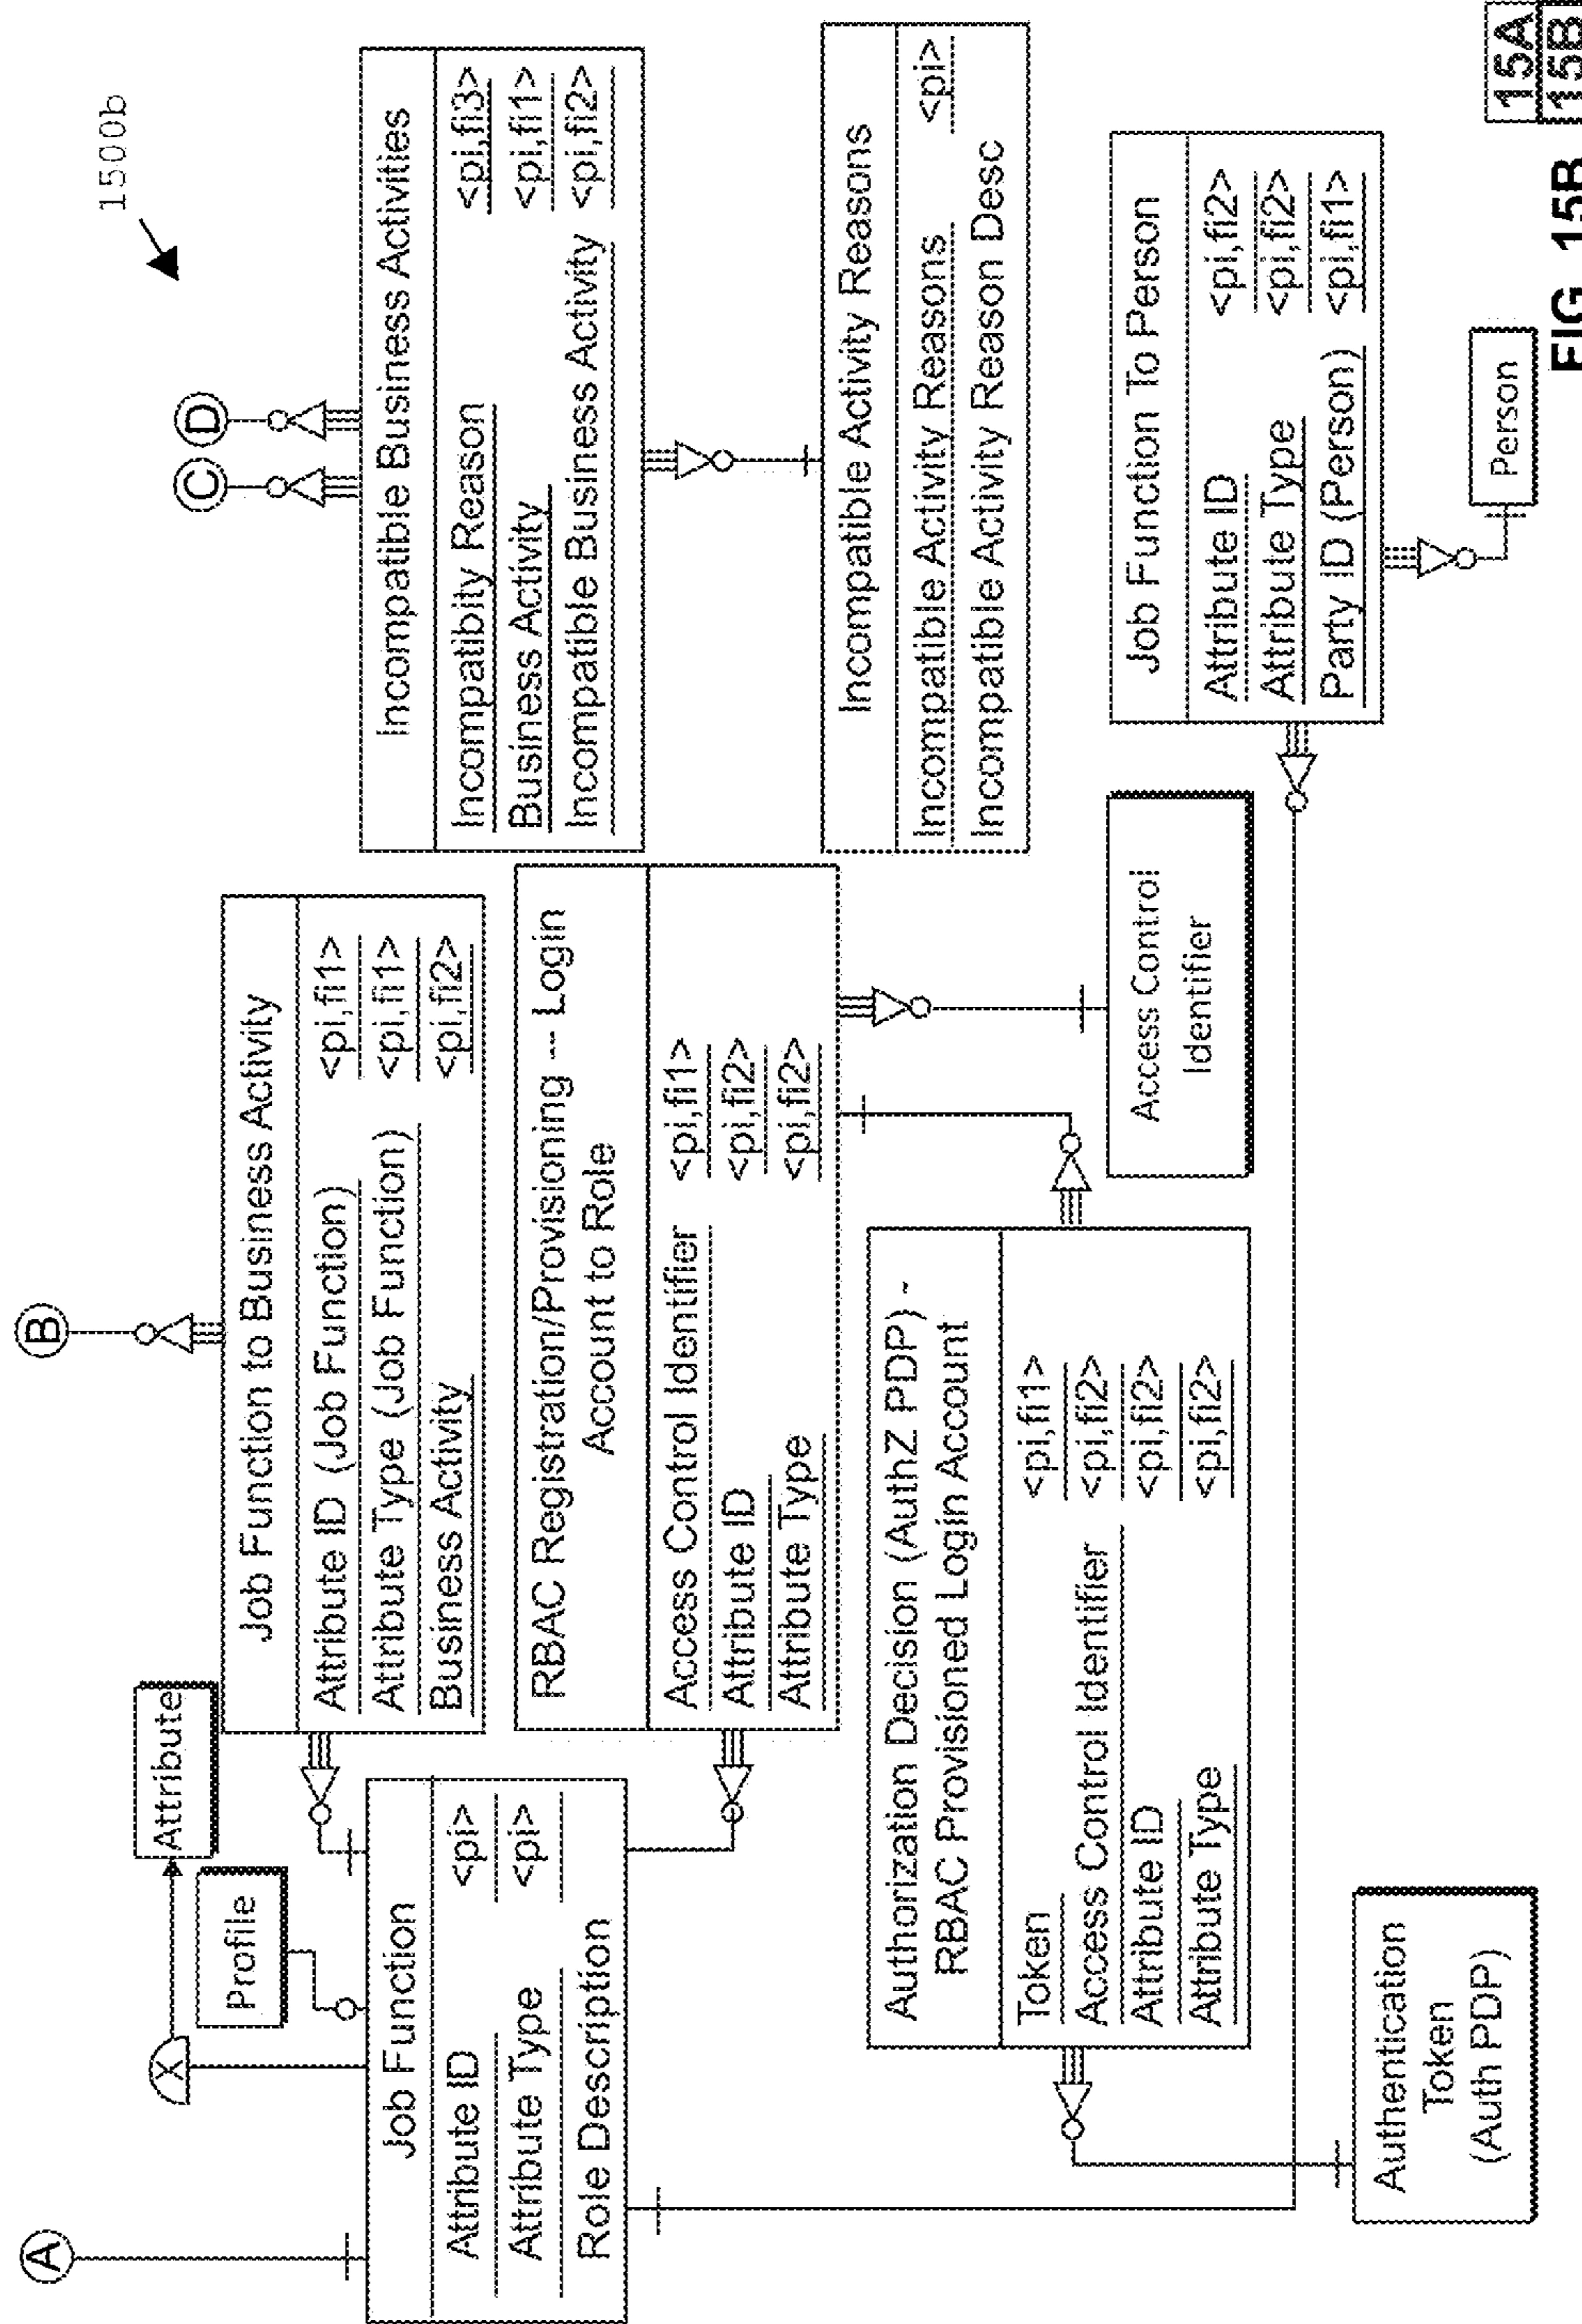 1500b
A
B
C
D
X
Attribute
Profile
Job Function
Attribute ID <pi>
Attribute Type <pi>
Role Description
Job Function to Business Activity
Attribute ID (Job Function) <pi,fi1>
Attribute Type (Job Function) <pi,fi1>
Business Activity <pi,fi2>
RBAC Registration/Provisioning -- Login
Account to Role
Access Control Identifier <pi,fi1>
Attribute ID <pi,fi2>
Attribute Type <pi,fi2>
Incompatible Business Activities
Incompatibity Reason <pi,fi3>
Business Activity <pi,fi1>
Incompatible Business Activity <pi,fi2>
Incompatible Activity Reasons
Incompatible Activity Reasons <pi>
Incompatible Activity Reason Desc
Authorization Decision (AuthZ PDP) -
RBAC Provisioned Login Account
Token <pi,fi1>
Access Control Identifier <pi,fi2>
Attribute ID <pi,fi2>
Attribute Type <pi,fi2>
Access Control
Identifier
Job Function To Person
Attribute ID <pi,fi2>
Attribute Type <pi,fi2>
Party ID (Person) <pi,fi1>
Authentication
Token
(Auth PDP)
Person
FIG. 15B
15A
15B